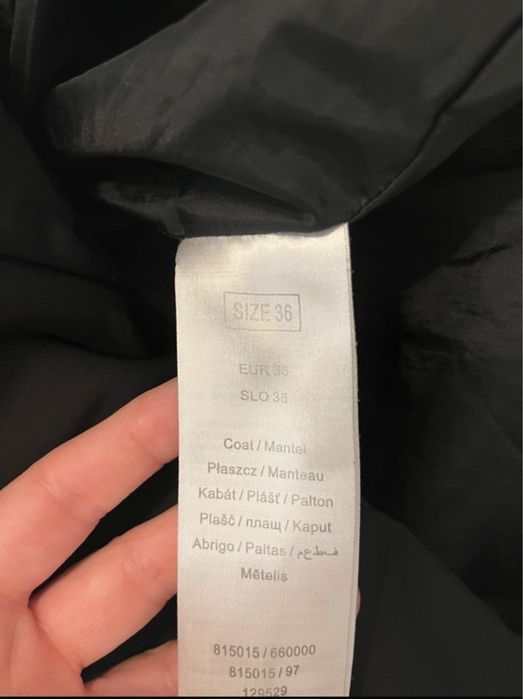 SIZE 36
EUR 36
SLO 38
Coat / Mantel
Płaszcz / Manteau
Kabát / Plášť / Palton
Plašč / плащ / Kaput
Abrigo / Paltas /
Mētelis
815015 / 660000
815015 / 97
129529